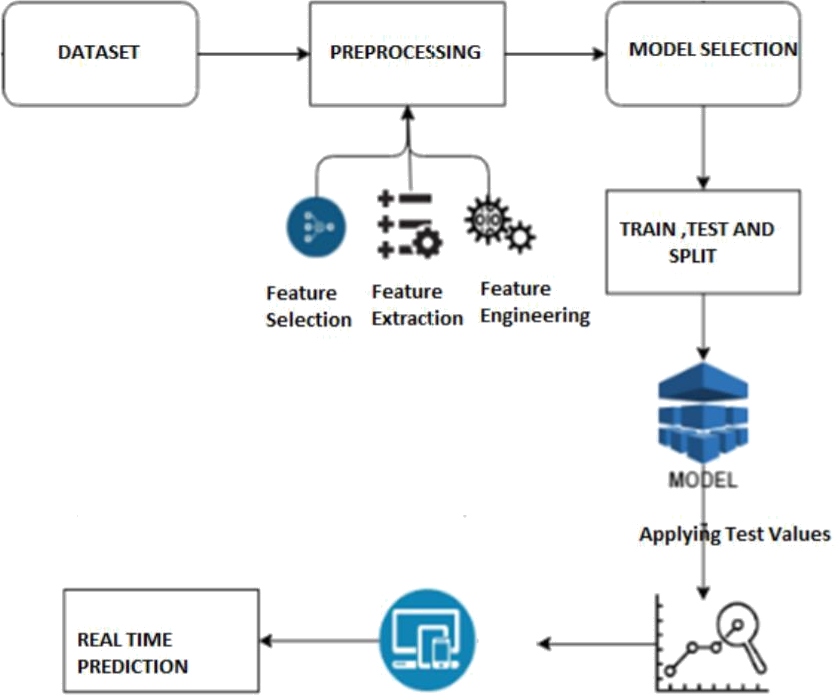 DATASET
PREPROCESSING
MODEL SELECTION
TRAIN ,TEST AND
SPLIT
Feature
Selection
Feature
Extraction
Feature
Engineering
MODEL
Applying Test Values
REAL TIME
PREDICTION